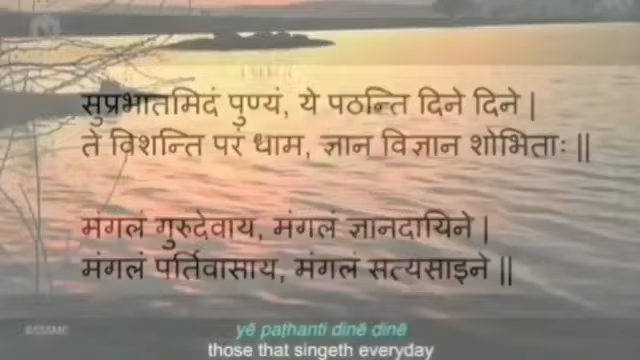 सुप्रभातमिदं पुण्यं, ये पठन्ति दिने दिने |
ते विशन्ति परं धाम, ज्ञान विज्ञान शोभिताः ||
मंगलं गुरुदेवाय, मंगलं ज्ञानदायिने |
मंगलं पर्तिवासाय, मंगलं सत्यसाइने ||
©ESSMC
yē paṭhanti dinē dinē
those that singeth everyday